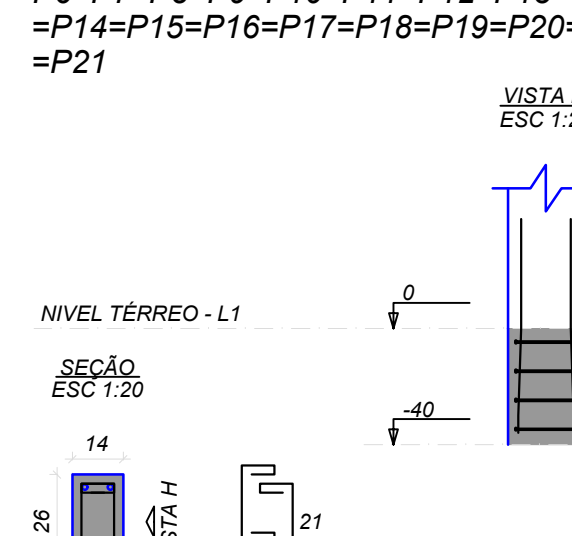 =P14=P15=P16=P17=P18=P19=P20=
=P21
VISTA
ESC 1:2
0
NIVEL TÉRREO - L1
SEÇÃO
ESC 1:20
-40
14
26
STA H
21